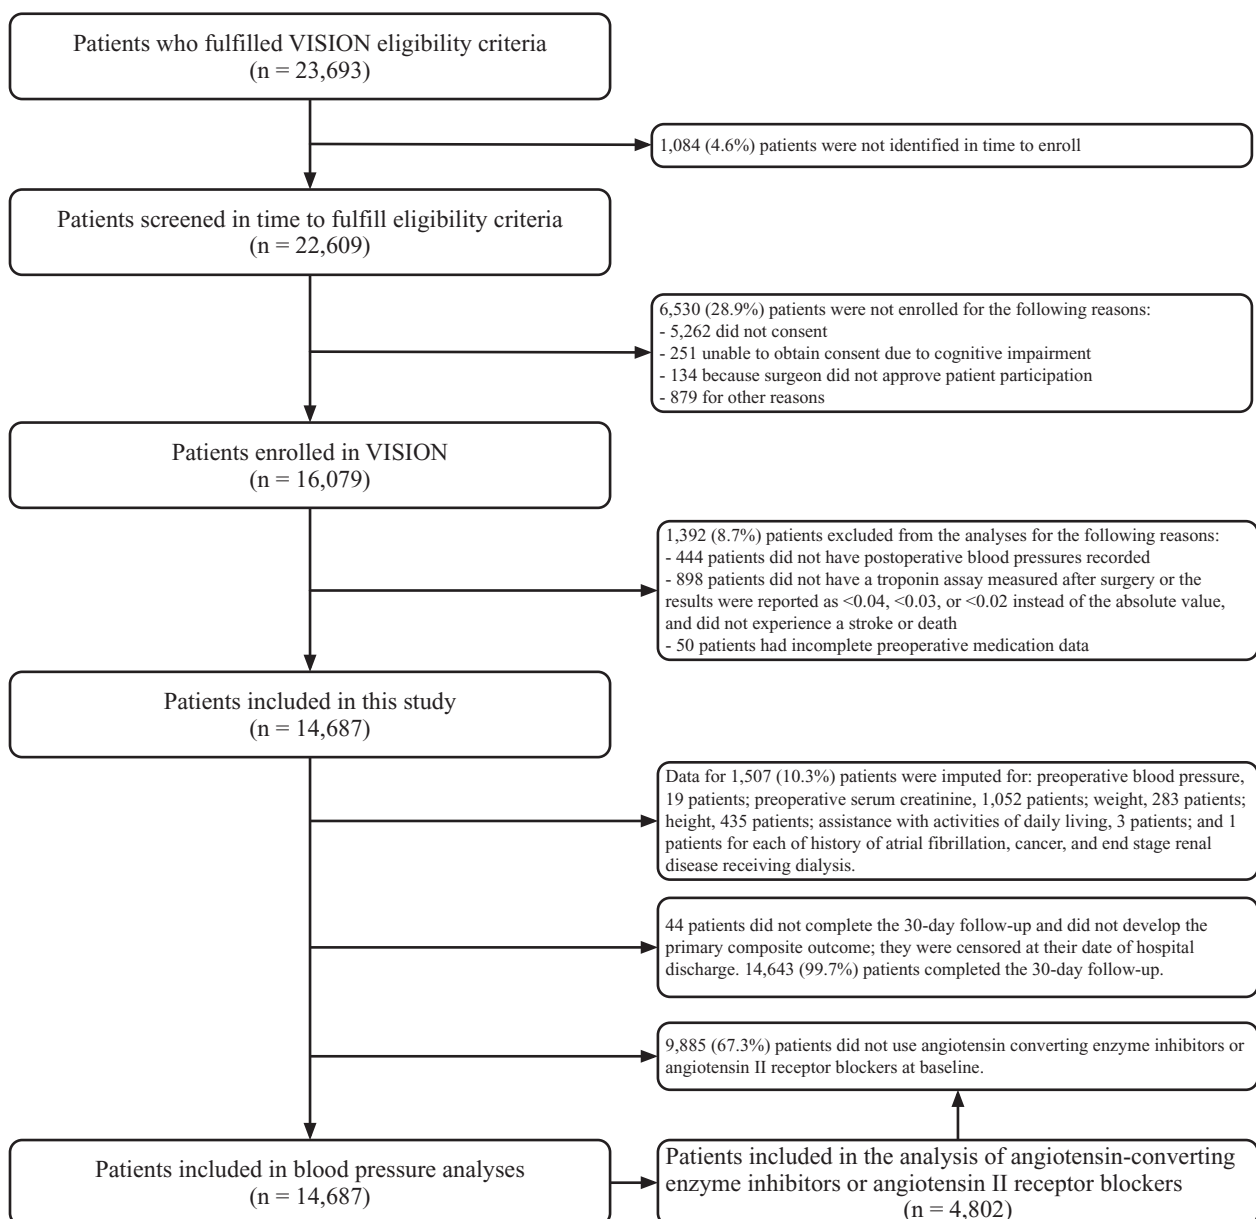 Patients who fulfilled VISION eligibility criteria
(n = 23,693)
1,084 (4.6%) patients were not identified in time to enroll
Patients screened in time to fulfill eligibility criteria
(n = 22,609)
6,530 (28.9%) patients were not enrolled for the following reasons:
- 5,262 did not consent
- 251 unable to obtain consent due to cognitive impairment
- 134 because surgeon did not approve patient participation
- 879 for other reasons
Patients enrolled in VISION
(n = 16,079)
1,392 (8.7%) patients excluded from the analyses for the following reasons:
- 444 patients did not have postoperative blood pressures recorded
- 898 patients did not have a troponin assay measured after surgery or the
results were reported as <0.04, <0.03, or <0.02 instead of the absolute value,
and did not experience a stroke or death
- 50 patients had incomplete preoperative medication data
Patients included in this study
(n = 14,687)
Data for 1,507 (10.3%) patients were imputed for: preoperative blood pressure,
19 patients; preoperative serum creatinine, 1,052 patients; weight, 283 patients;
height, 435 patients; assistance with activities of daily living, 3 patients; and 1
patients for each of history of atrial fibrillation, cancer, and end stage renal
disease receiving dialysis.
44 patients did not complete the 30-day follow-up and did not develop the
primary composite outcome; they were censored at their date of hospital
discharge. 14,643 (99.7%) patients completed the 30-day follow-up.
9,885 (67.3%) patients did not use angiotensin converting enzyme inhibitors or
angiotensin II receptor blockers at baseline.
Patients included in blood pressure analyses
(n = 14,687)
Patients included in the analysis of angiotensin-converting
enzyme inhibitors or angiotensin II receptor blockers
(n = 4,802)